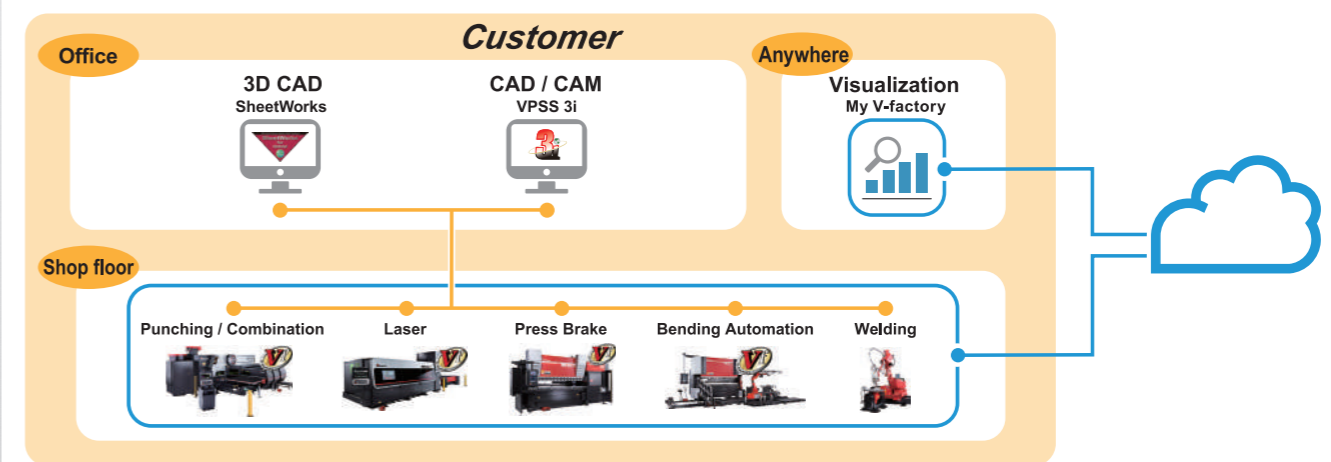 Customer
Office
Anywhere
3D CAD
SheetWorks
CAD / CAM
VPSS 3i
3i
Visualization
My V-factory
Shop floor
Punching / Combination
Laser
Press Brake
Bending Automation
Welding
V
V
V
V